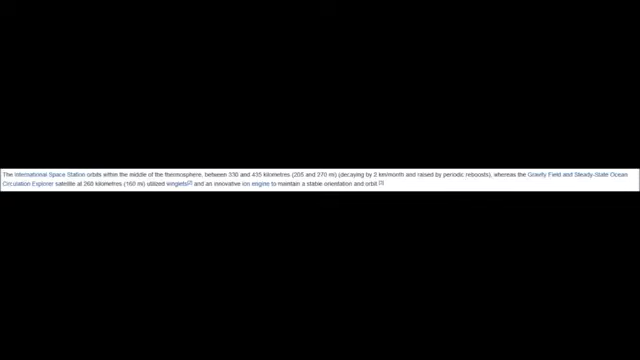 The International Space Station orbits within the middle of the thermosphere, between 330 and 435 kilometres (205 and 270 mi) (decaying by 2 km/month and raised by periodic reboosts), whereas the Gravity Field and Steady-State Ocean
Circulation Explorer satellite at 260 kilometres (160 mi) utilized winglets[2] and an innovative ion engine to maintain a stable orientation and orbit.[3]